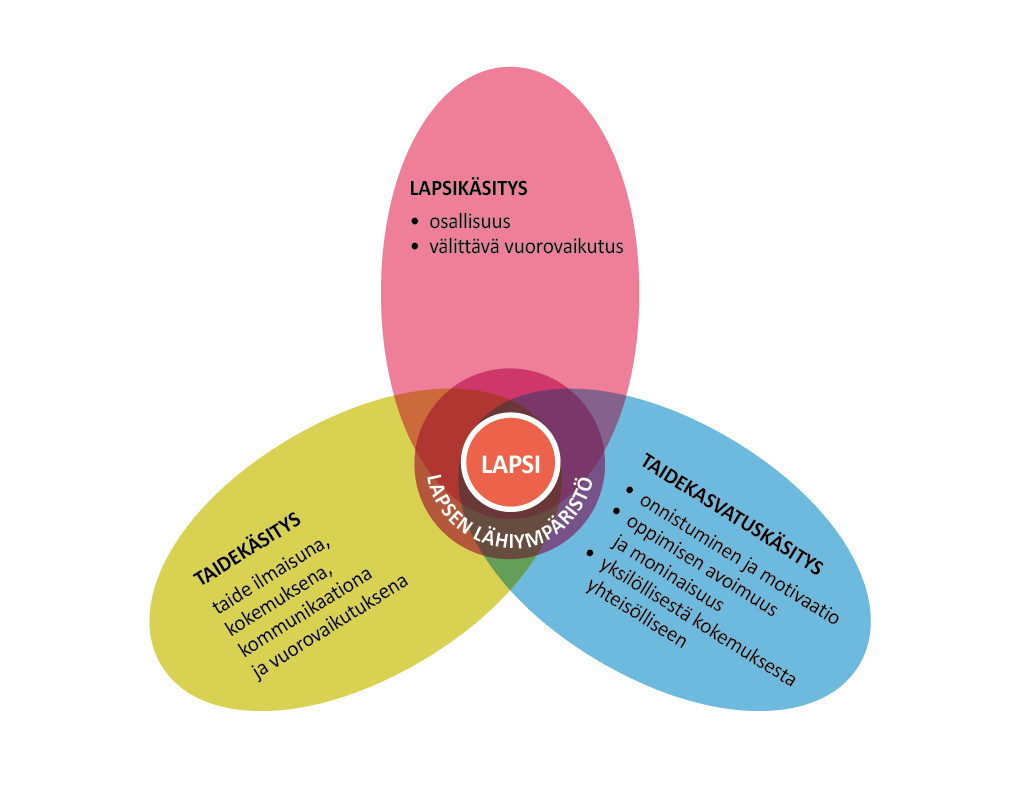 LAPSIKÄSITYS
• osallisuus
• välittävä vuorovaikutus
LAPSI
LAPSEN LÄHIYMPÄRISTÖ
TAIDEKÄSITYS
taide ilmaisuna,
kokemuksena,
kommunikaationa
ja vuorovaikutuksena
TAIDEKASVATUSKÄSITYS
• onnistuminen ja motivaatio
• oppimisen avoimuus
ja moninaisuus
• yksilöllisestä kokemuksesta
yhteisölliseen